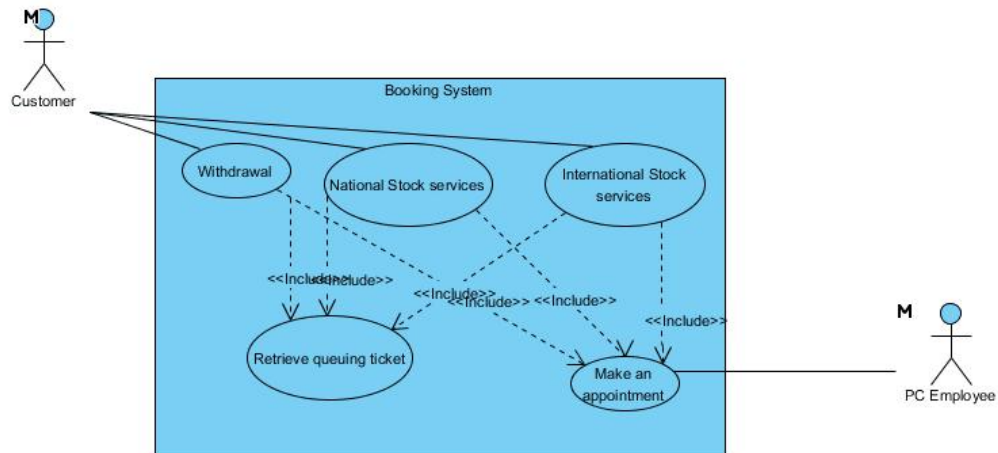 M
Customer
Booking System
Withdrawal
National Stock services
International Stock
services
<<Include>>
<<Include>>
<<Include>>
<<Include>>
<<Include>>
<<Include>>
Retrieve queuing ticket
Make an
appointment
M
PC Employee